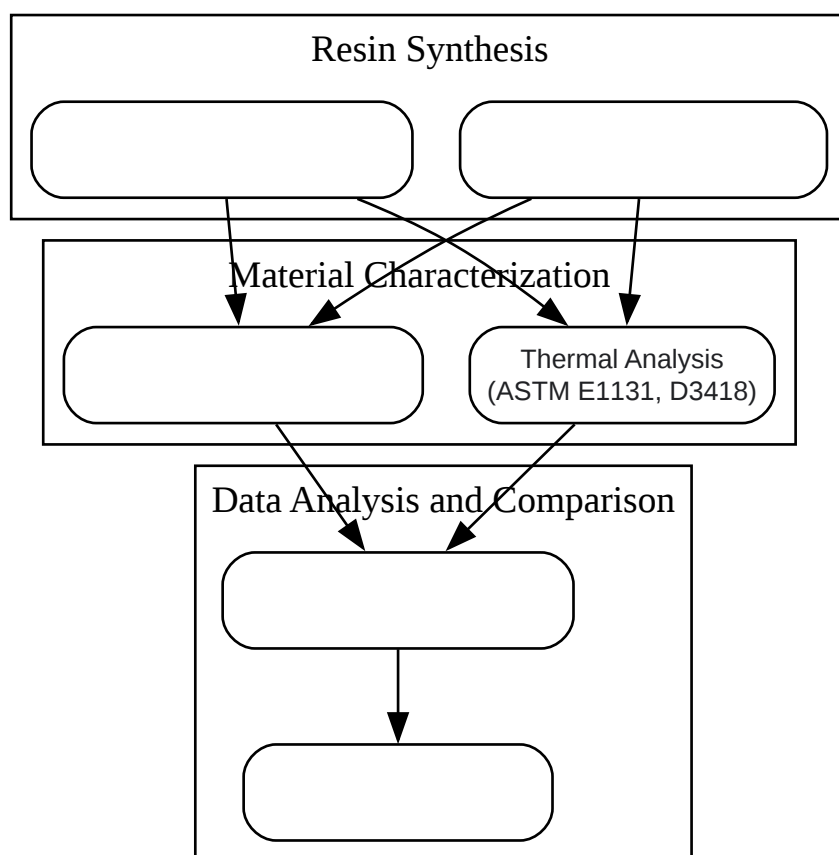 Resin Synthesis
Material Characterization
Thermal Analysis
(ASTM E1131, D3418)
Data Analysis and Comparison